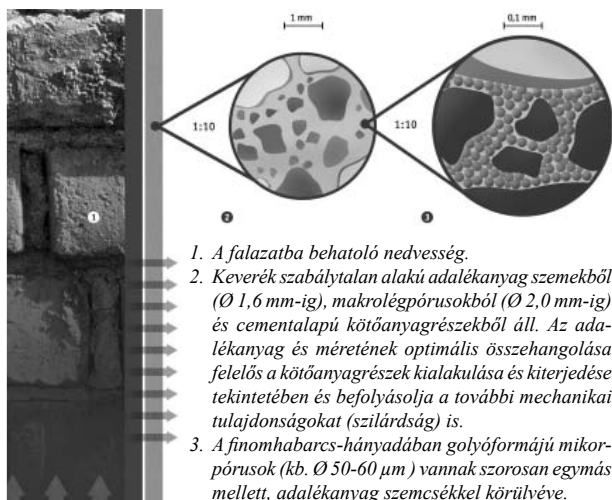 1 mm
0,1 mm
1:10
1:10
1
2
3
1. A falazatba behatoló nedvesség.
2. Keverék szabálytalan alakú adalékanyag szemekből
(Ø 1,6 mm-ig), makrolégpórusokból (Ø 2,0 mm-ig)
és cementalapú kötőanyagrészekből áll. Az ada-
lékanyag és méretének optimális összehangolása
felelős a kötőanyagrészek kialakulása és kiterjedése
tekintetében és befolyásolja a további mechanikai
tulajdonságokat (szilárdság) is.
3. A finomhabarcs-hányadában golyóformájú mikor-
pórusok (kb. Ø 50-60 µm ) vannak szorosan egymás
mellett, adalékanyag szemcsékkel körülvéve.